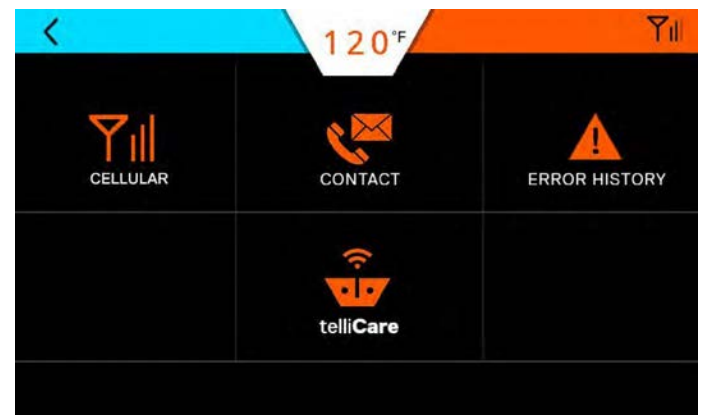 120°F
CELLULAR
CONTACT
ERROR HISTORY
telliCare